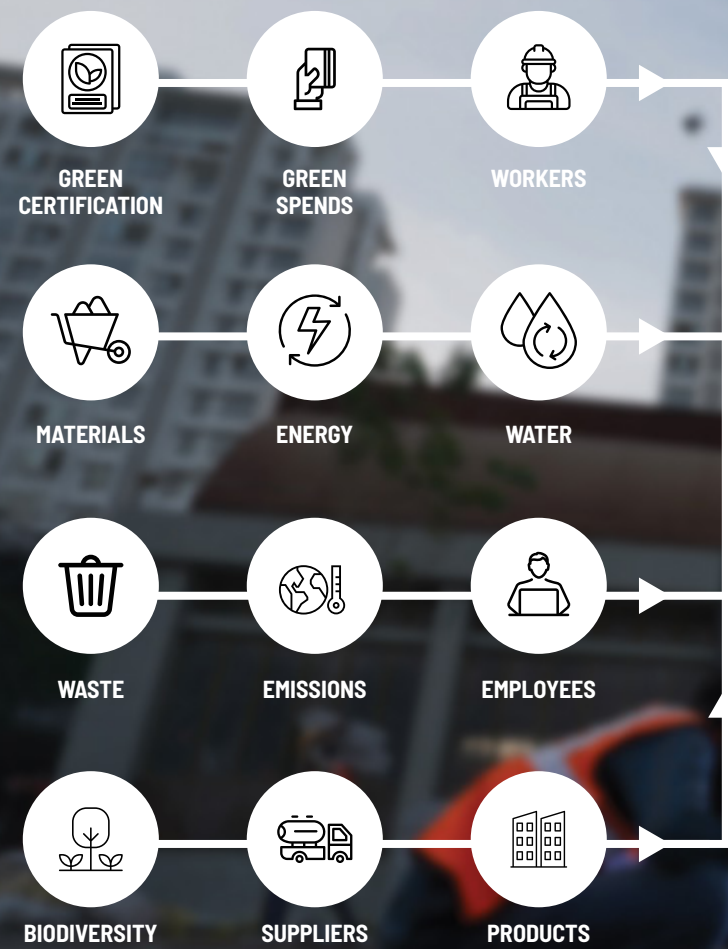 GREEN
CERTIFICATION
GREEN
SPENDS
WORKERS
MATERIALS
ENERGY
WATER
WASTE
EMISSIONS
EMPLOYEES
BIODIVERSITY
SUPPLIERS
PRODUCTS